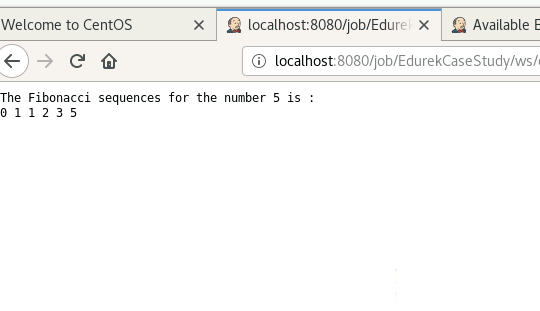 Welcome to CentOS
localhost:8080/job/Edurek
Available E
localhost:8080/job/EdurekCaseStudy/ws/
The Fibonacci sequences for the number 5 is :
0 1 1 2 3 5